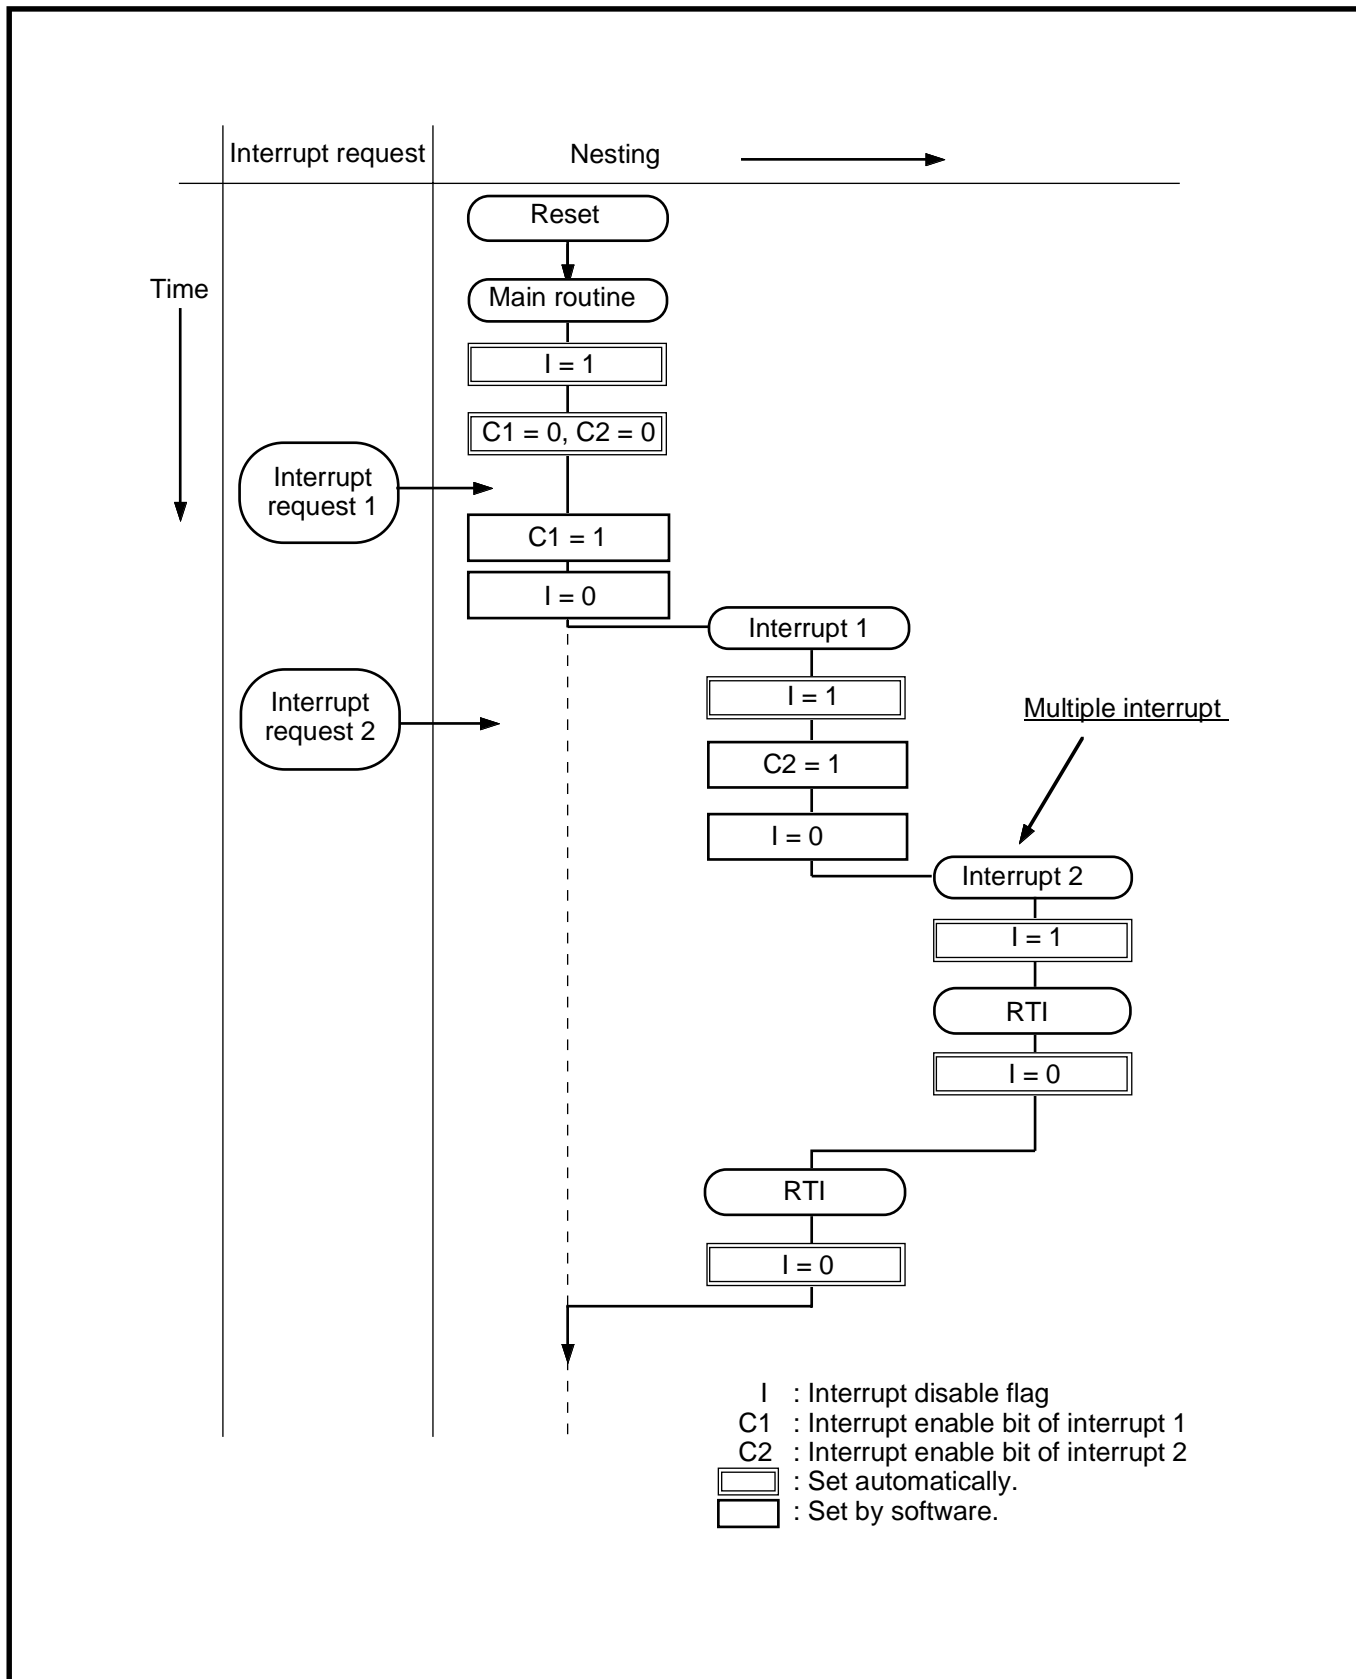 Interrupt request
Nesting
Reset
Time
Main routine
I = 1
C1 = 0, C2 = 0
Interrupt
request 1
C1 = 1
I = 0
Interrupt 1
Interrupt
request 2
I = 1
Multiple interrupt
C2 = 1
I = 0
Interrupt 2
I = 1
RTI
I = 0
RTI
I = 0
I : Interrupt disable flag
C1 : Interrupt enable bit of interrupt 1
C2 : Interrupt enable bit of interrupt 2
: Set automatically.
: Set by software.